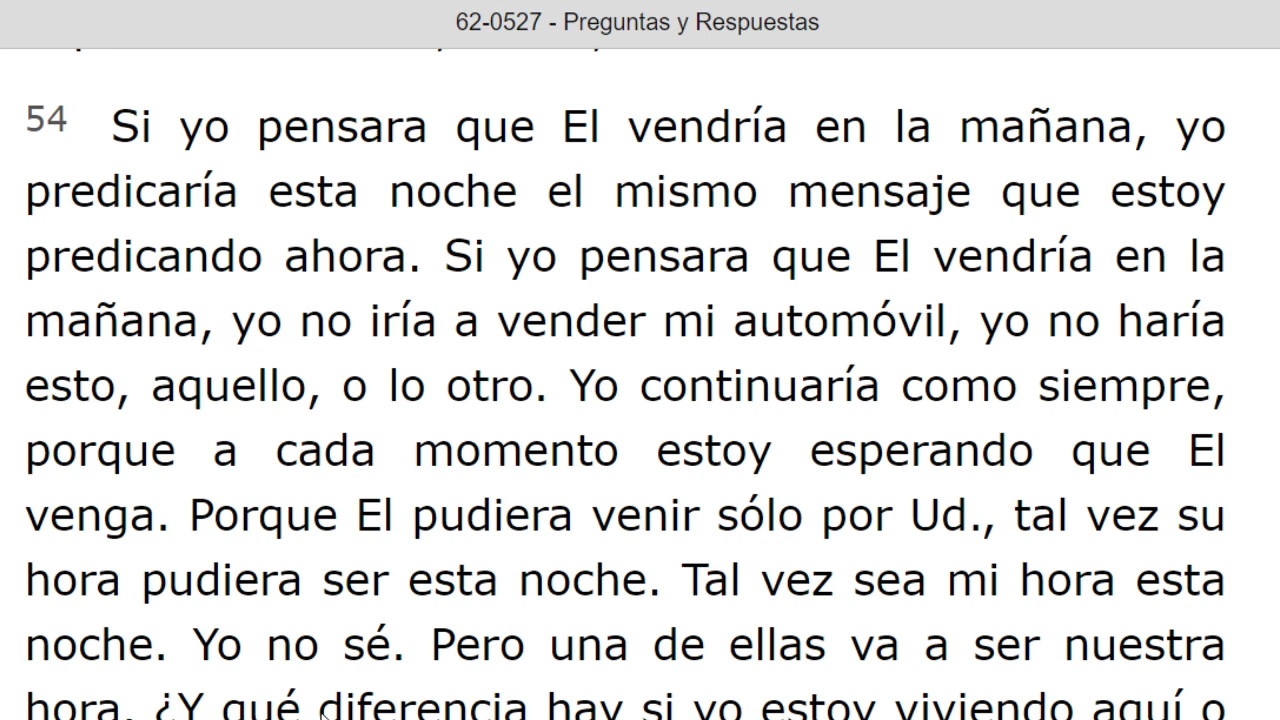 62-0527 - Preguntas y Respuestas
54 Si yo pensara que El vendría en la mañana, yo
predicaría esta noche el mismo mensaje que estoy
predicando ahora. Si yo pensara que El vendría en la
mañana, yo no iría a vender mi automóvil, yo no haría
esto, aquello, o lo otro. Yo continuaría como siempre,
porque a cada momento estoy esperando que El
venga. Porque El pudiera venir sólo por Ud., tal vez su
hora pudiera ser esta noche. Tal vez sea mi hora esta
noche. Yo no sé. Pero una de ellas va a ser nuestra
hora. ¿Y qué diferencia hay si yo estoy viviendo aquí o